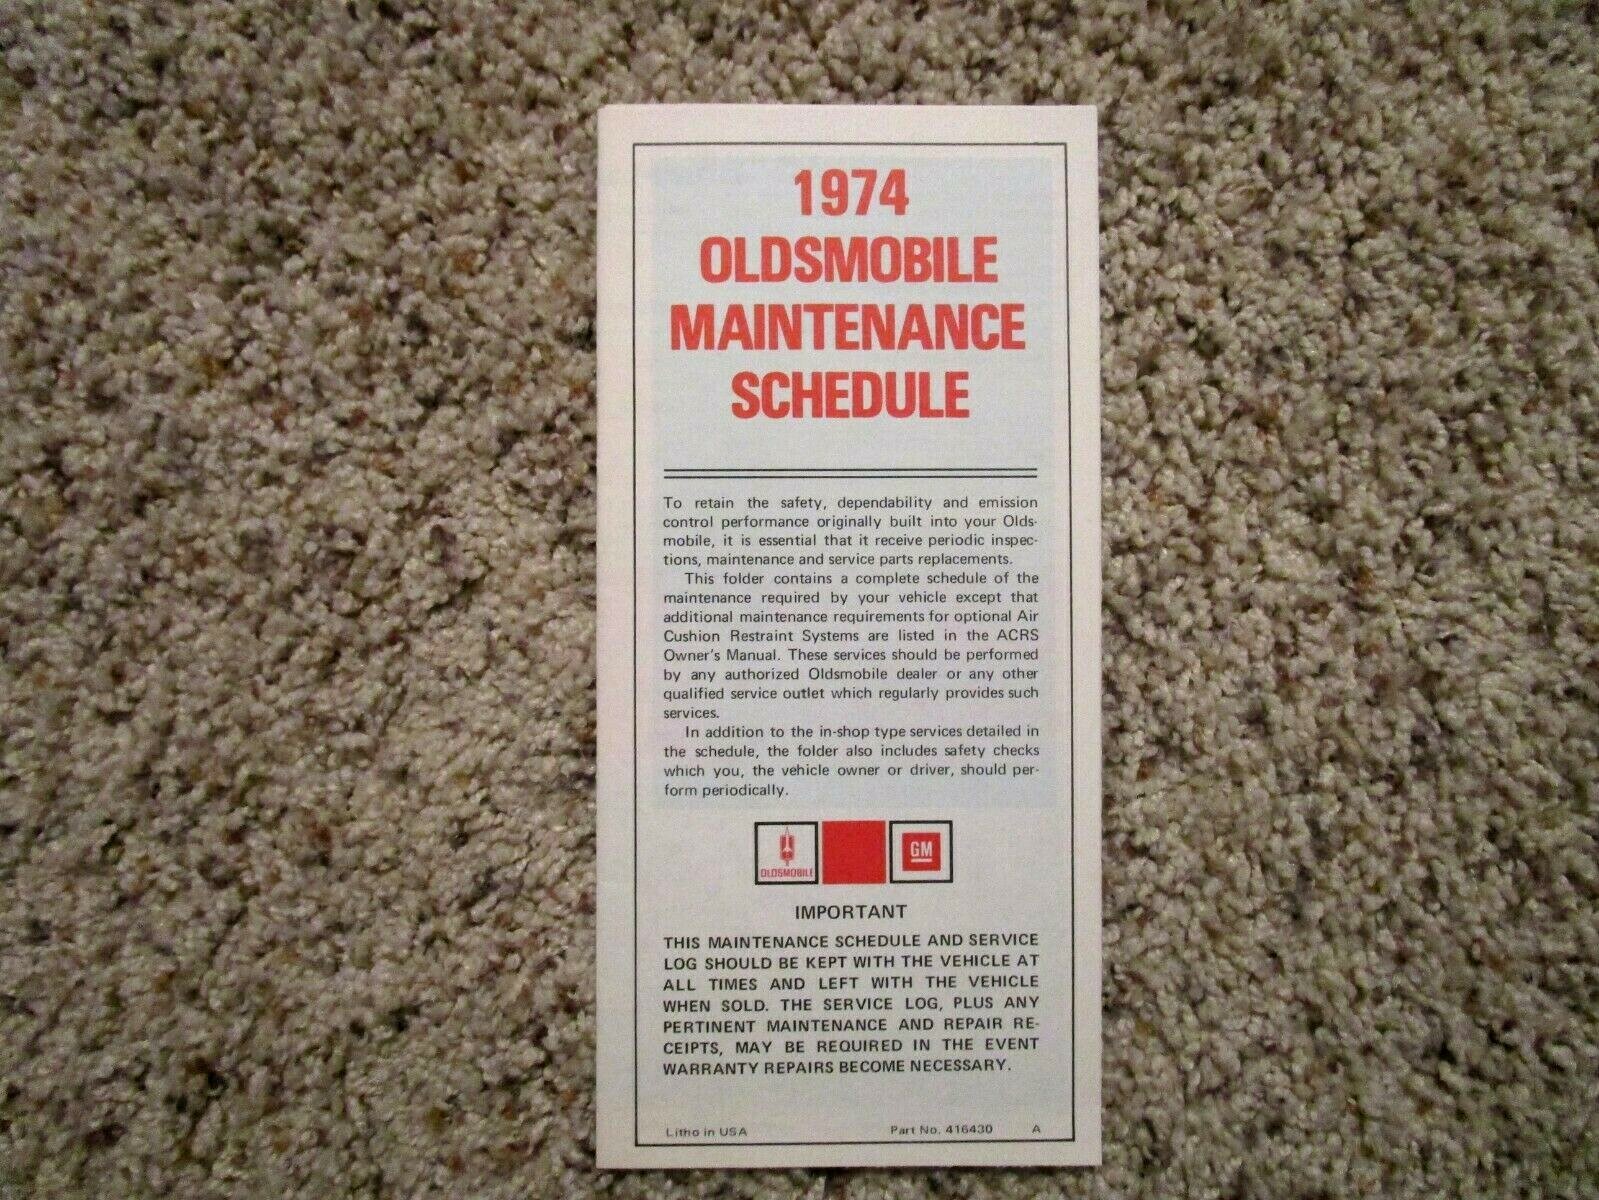 1974
OLDSMOBILE
MAINTENANCE
SCHEDULE
To retain the safety, dependability and emission
control performance originally built into your Olds-
mobile, it is essential that it receive periodic inspec-
tions, maintenance and service parts replacements.
This folder contains a complete schedule of the
maintenance required by your vehicle except that
additional maintenance requirements for optional Air
Cushion Restraint Systems are listed in the ACRS
Owner's Manual. These services should be performed
by any authorized Oldsmobile dealer or any other
qualified service outlet which regularly provides such
services.
In addition to the in-shop type services detailed in
the schedule, the folder also includes safety checks
which you, the vehicle owner or driver, should per-
form periodically.
OLDSMOBILE
GM
IMPORTANT
THIS MAINTENANCE SCHEDULE AND SERVICE
LOG SHOULD BE KEPT WITH THE VEHICLE AT
ALL TIMES AND LEFT WITH THE VEHICLE
WHEN SOLD. THE SERVICE LOG, PLUS ANY
PERTINENT MAINTENANCE AND REPAIR RE-
CEIPTS, MAY BE REQUIRED IN THE EVENT
WARRANTY REPAIRS BECOME NECESSARY.
Litho in USA
Part No. 416430 A